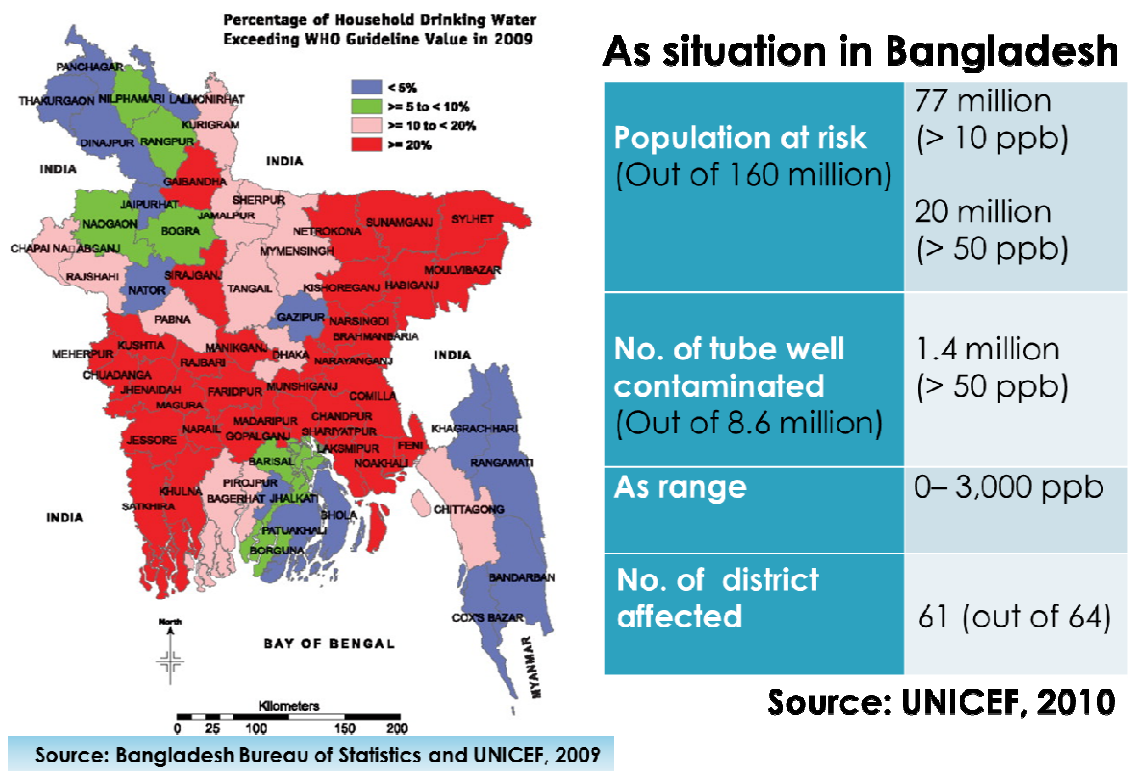 Percentage of Household Drinking Water
Exceeding WHO Guideline Value in 2009
< 5%
>= 5 to < 10%
>= 10 to < 20%
>= 20%
PANCHAGAR
THAKURGAON
NILPHAMARI
LALMONIRHAT
KURIGRAM
DINAJPUR
RANGPUR
INDIA
INDIA
GAIBANDHA
JAIPURHAT
SHERPUR
NAOGAON
JAMALPUR
BOGRA
NETROKONA
SUNAMGANJ
SYLHET
CHAPAI NAWABGANJ
MYMENSINGH
RAJSHAHI
SIRAJGANJ
MOULVIBAZAR
NATOR
TANGAIL
KISHOREGANJ
HABIGANJ
PABNA
GAZIPUR
NARSINGDI
BRAHMANBARIA
KUSHTIA
MANIKGANJ
MEHERPUR
RAJBARI
DHAKA
NARAYANGANJ
INDIA
CHUADANGA
JHENAIDAH
FARIDPUR
MUNSHIGANJ
MAGURA
COMILLA
MADARIPUR
CHANDPUR
NARAIL
GOPALGANJ
SHARIYATPUR
KHAGRACHHARI
JESSORE
LAKSMIPUR
FENI
BARISAL
NOAKHALI
RANGAMATI
PIROJPUR
KHULNA
BAGERHAT
JHALKATI
SATKHIRA
INDIA
BHOLA
CHITTAGONG
PATUAKHALI
BORGUNA
BANDARBAN
COX'S BAZAR
North
BAY OF BENGAL
MYANMAR
Kilometers
0 25 100 150 200
Source: Bangladesh Bureau of Statistics and UNICEF, 2009
As situation in Bangladesh
Population at risk
(Out of 160 million)
77 million
(> 10 ppb)
20 million
(> 50 ppb)
No. of tube well
contaminated
(Out of 8.6 million)
1.4 million
(> 50 ppb)
As range
0– 3,000 ppb
No. of district
affected
61 (out of 64)
Source: UNICEF, 2010